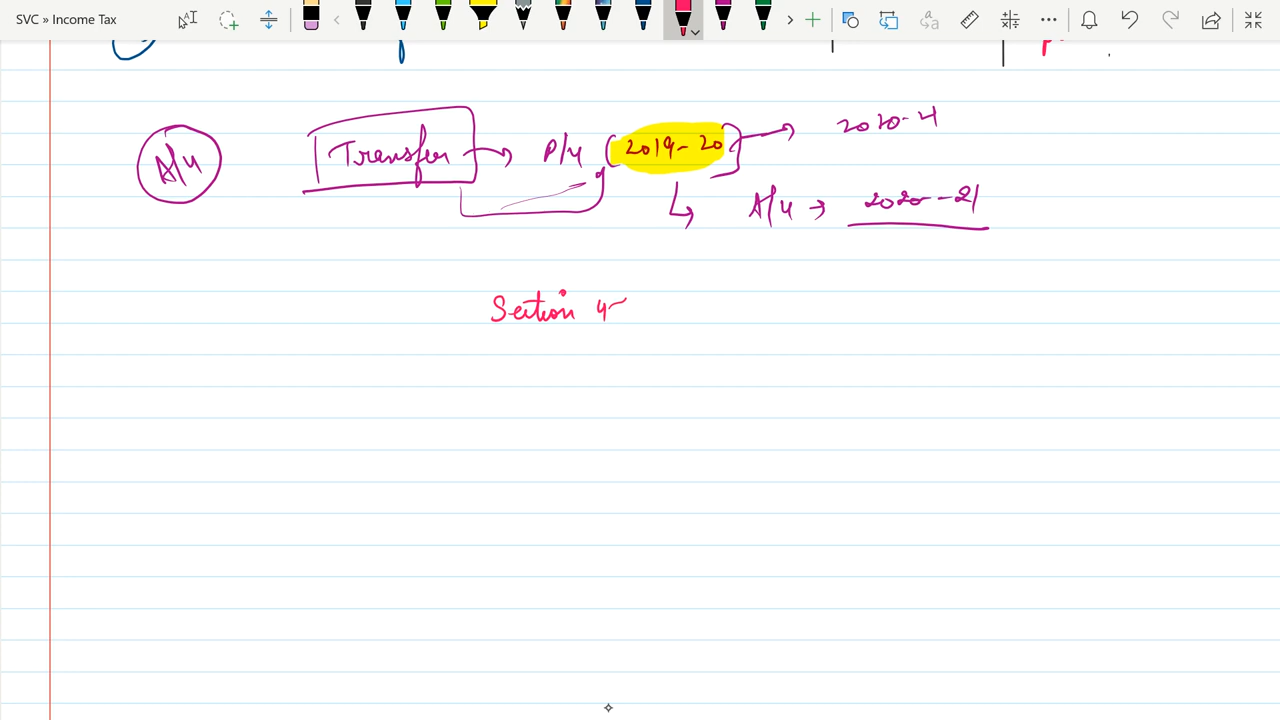 SVC » Income Tax
A/y Transfer → P/y (2019-20) → 2020-21
↳ A/y → 2020-21
Section 4